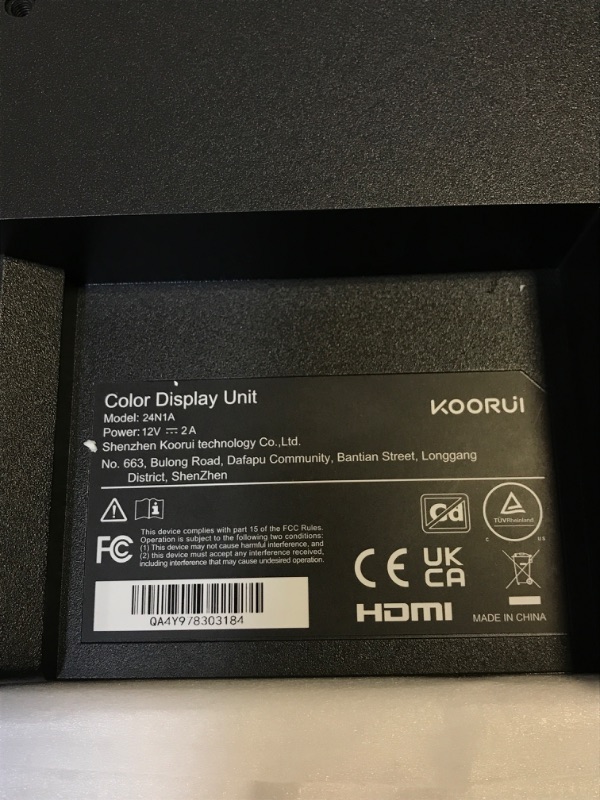 Color Display Unit
KOORUI
Model: 24N1A
Power: 12V ⎓ 2A
Shenzhen Koorui technology Co.,Ltd.
No. 663, Bulong Road, Dafapu Community, Bantian Street, Longgang
District, ShenZhen
Cd
TÜVRheinland
C US
FC
This device complies with part 15 of the FCC Rules.
Operation is subject to the following two conditions:
(1) This device may not cause harmful interference, and
(2) this device must accept any interference received,
including interference that may cause undesired operation.
CE
UK
CA
HDMI
MADE IN CHINA
QA4Y978303184